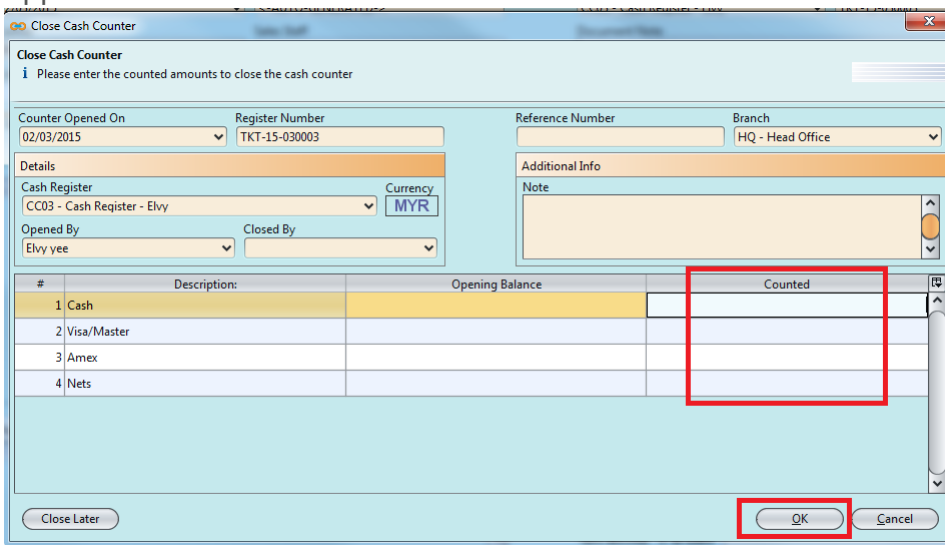 Close Cash Counter
Close Cash Counter
i Please enter the counted amounts to close the cash counter
Counter Opened On Register Number Reference Number Branch
02/03/2015 TKT-15-030003 HQ - Head Office
Details Additional Info
Cash Register Currency Note
CC03 - Cash Register - Elvy MYR
Opened By Closed By
Elvy yee
# Description: Opening Balance Counted
1 Cash
2 Visa/Master
3 Amex
4 Nets
Close Later OK Cancel